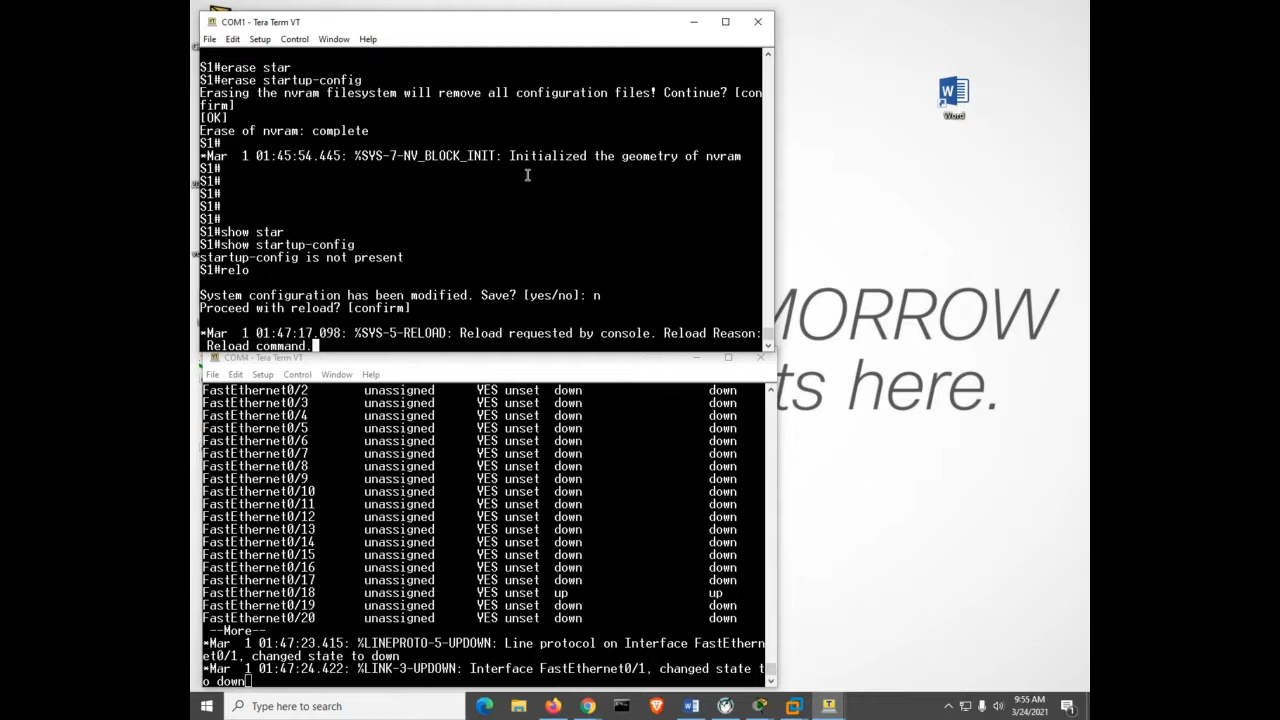 COM1 - Tera Term VT
File Edit Setup Control Window Help
S1#erase star
S1#erase startup-config
Erasing the nvram filesystem will remove all configuration files! Continue? [con
firm]
[OK]
Erase of nvram: complete
S1#
*Mar  1 01:45:54.445: %SYS-7-NV_BLOCK_INIT: Initialized the geometry of nvram
S1#
S1#
S1#
S1#
S1#
S1#show star
S1#show startup-config
startup-config is not present
S1#relo
System configuration has been modified. Save? [yes/no]: n
Proceed with reload? [confirm]
*Mar  1 01:47:17.098: %SYS-5-RELOAD: Reload requested by console. Reload Reason:
Reload command.
COM4 - Tera Term VT
File Edit Setup Control Window Help
FastEthernet0/2 unassigned YES unset down down
FastEthernet0/3 unassigned YES unset down down
FastEthernet0/4 unassigned YES unset down down
FastEthernet0/5 unassigned YES unset down down
FastEthernet0/6 unassigned YES unset down down
FastEthernet0/7 unassigned YES unset down down
FastEthernet0/8 unassigned YES unset down down
FastEthernet0/9 unassigned YES unset down down
FastEthernet0/10 unassigned YES unset down down
FastEthernet0/11 unassigned YES unset down down
FastEthernet0/12 unassigned YES unset down down
FastEthernet0/13 unassigned YES unset down down
FastEthernet0/14 unassigned YES unset down down
FastEthernet0/15 unassigned YES unset down down
FastEthernet0/16 unassigned YES unset down down
FastEthernet0/17 unassigned YES unset down down
FastEthernet0/18 unassigned YES unset up up
FastEthernet0/19 unassigned YES unset down down
FastEthernet0/20 unassigned YES unset down down
--More--
*Mar  1 01:47:23.415: %LINEPROTO-5-UPDOWN: Line protocol on Interface FastEthern
et0/1, changed state to down
*Mar  1 01:47:24.422: %LINK-3-UPDOWN: Interface FastEthernet0/1, changed state t
o down
Word
MORROW
ts here.
Type here to search
9:55 AM
3/24/2021
1